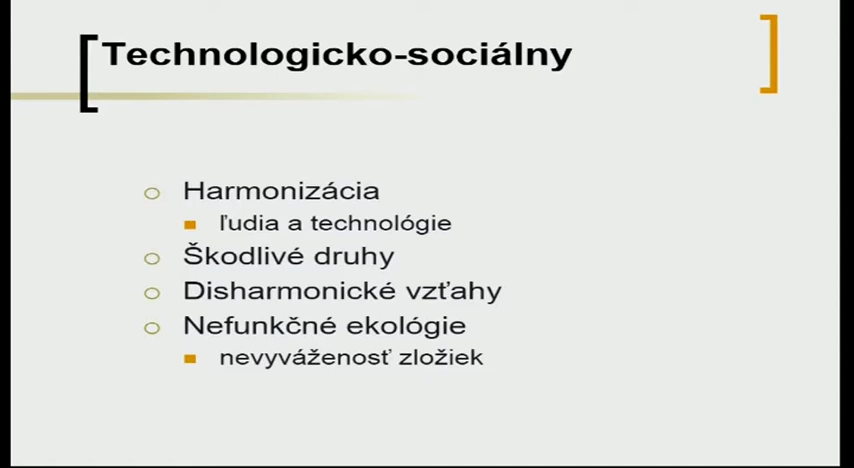 Technologicko-sociálny
Harmonizácia
ľudia a technológie
Škodlivé druhy
Disharmonické vzťahy
Nefunkčné ekológie
nevyváženosť zložiek